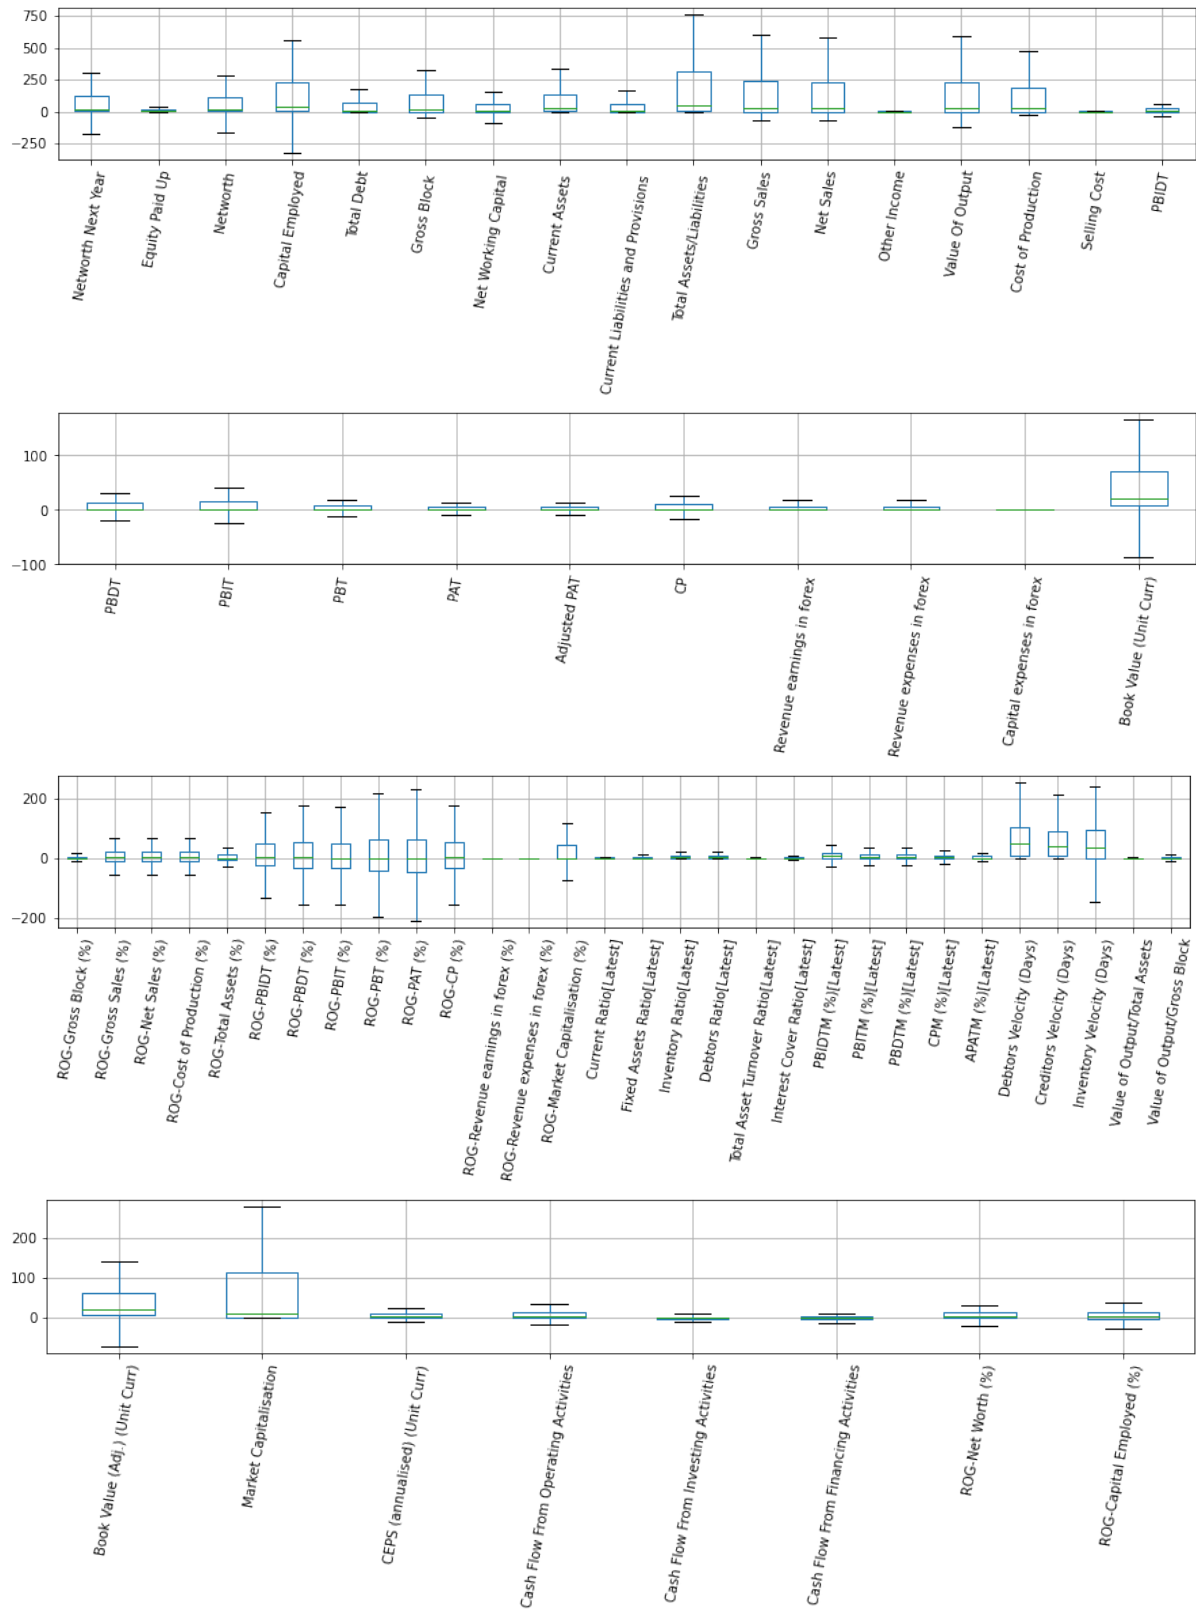 750
500
250
0
−250
Networth Next Year
Equity Paid Up
Networth
Capital Employed
Total Debt
Gross Block
Net Working Capital
Current Assets
Current Liabilities and Provisions
Total Assets/Liabilities
Gross Sales
Net Sales
Other Income
Value Of Output
Cost of Production
Selling Cost
PBIDT
100
0
−100
PBDT
PBIT
PBT
PAT
Adjusted PAT
CP
Revenue earnings in forex
Revenue expenses in forex
Capital expenses in forex
Book Value (Unit Curr)
200
0
−200
ROG-Gross Block (%)
ROG-Gross Sales (%)
ROG-Net Sales (%)
ROG-Cost of Production (%)
ROG-Total Assets (%)
ROG-PBIDT (%)
ROG-PBDT (%)
ROG-PBIT (%)
ROG-PBT (%)
ROG-PAT (%)
ROG-CP (%)
ROG-Revenue earnings in forex (%)
ROG-Revenue expenses in forex (%)
ROG-Market Capitalisation (%)
Current Ratio[Latest]
Fixed Assets Ratio[Latest]
Inventory Ratio[Latest]
Debtors Ratio[Latest]
Total Asset Turnover Ratio[Latest]
Interest Cover Ratio[Latest]
PBIDTM (%)[Latest]
PBITM (%)[Latest]
PBDTM (%)[Latest]
CPM (%)[Latest]
APATM (%)[Latest]
Debtors Velocity (Days)
Creditors Velocity (Days)
Inventory Velocity (Days)
Value of Output/Total Assets
Value of Output/Gross Block
200
100
0
Book Value (Adj.) (Unit Curr)
Market Capitalisation
CEPS (annualised) (Unit Curr)
Cash Flow From Operating Activities
Cash Flow From Investing Activities
Cash Flow From Financing Activities
ROG-Net Worth (%)
ROG-Capital Employed (%)